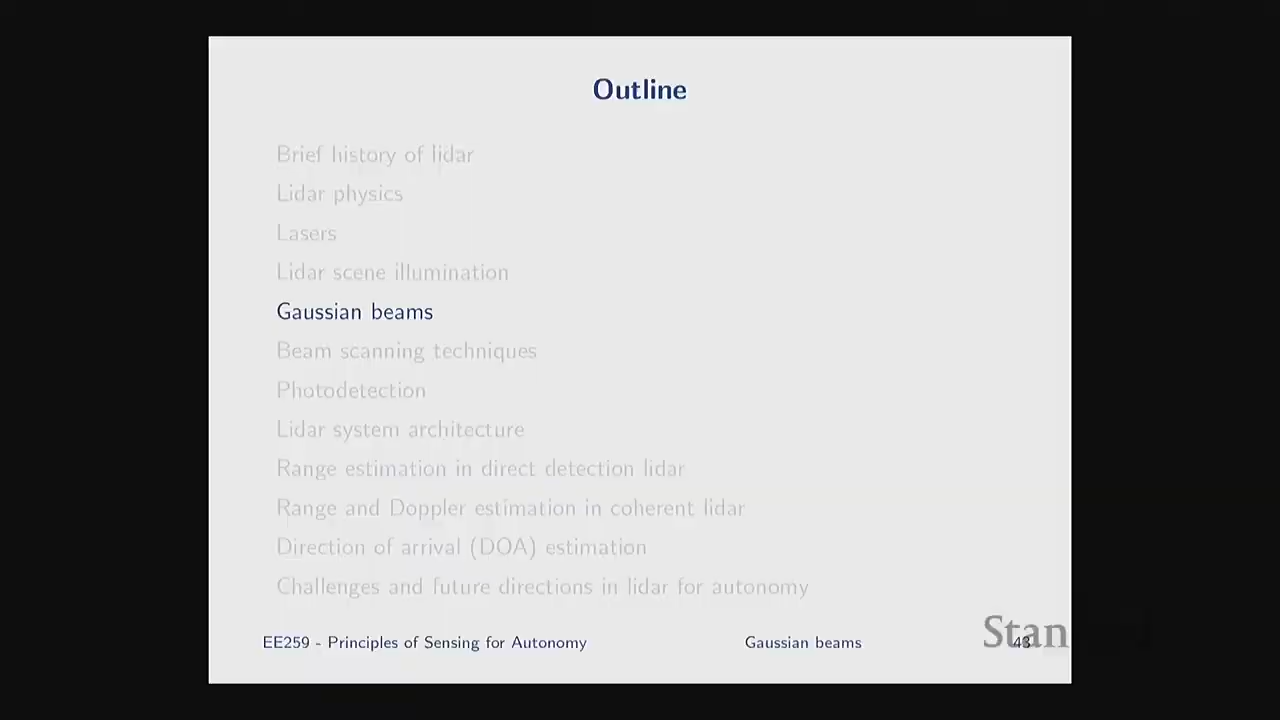 Outline
Brief history of lidar
Lidar physics
Lasers
Lidar scene illumination
Gaussian beams
Beam scanning techniques
Photodetection
Lidar system architecture
Range estimation in direct detection lidar
Range and Doppler estimation in coherent lidar
Direction of arrival (DOA) estimation
Challenges and future directions in lidar for autonomy
EE259 - Principles of Sensing for Autonomy Gaussian beams 43
Stan